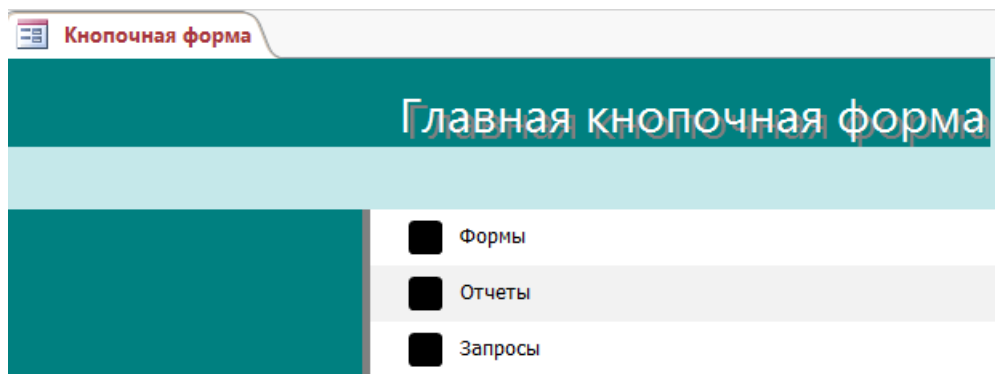 Кнопочная форма
Главная кнопочная форма
Формы
Отчеты
Запросы